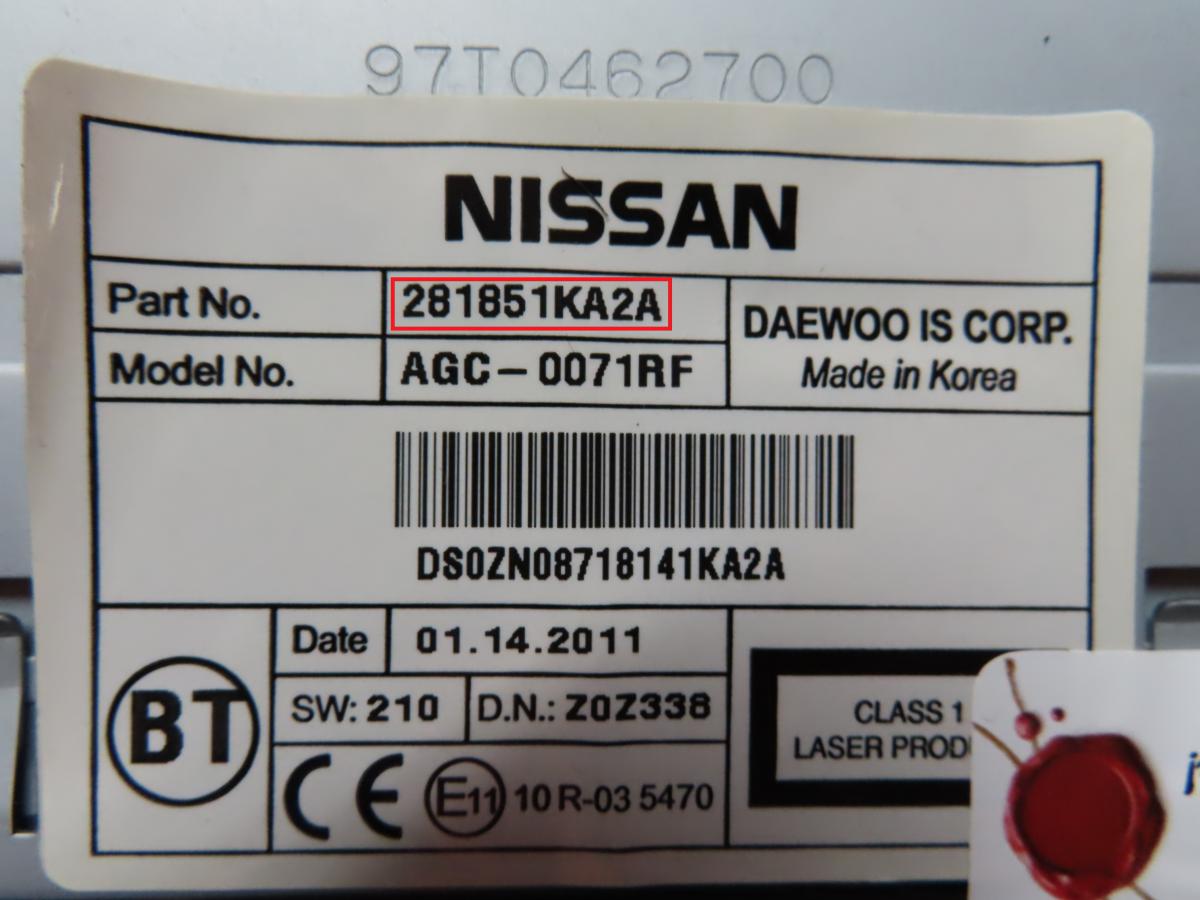 97T0462700
NISSAN
Part No. 281851KA2A
DAEWOO IS CORP.
Model No. AGC-0071RF
Made in Korea
DS0ZN08718141KA2A
Date 01.14.2011
BT
SW: 210 D.N.: Z0Z338
CLASS 1
LASER
CE E11 10 R-03 5470